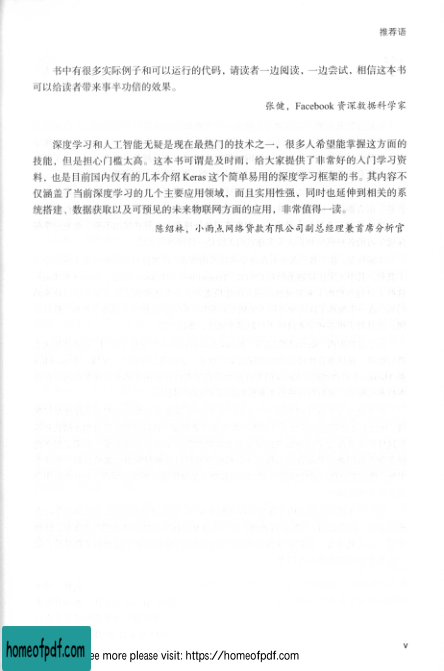 推荐语
书中有很多实际例子和可以运行的代码，请读者一边阅读，一边尝试，相信这本书
可以给读者带来事半功倍的效果。
张健，Facebook 资深数据科学家
深度学习和人工智能无疑是现在最热门的技术之一，很多人希望能掌握这方面的
技能，但是担心门槛太高。这本书可谓是及时雨，给大家提供了非常好的入门学习资
料，也是目前国内仅有的几本介绍 Keras 这个简单易用的深度学习框架的书。其内容不
仅涵盖了当前深度学习的几个主要应用领域，而且实用性强，同时也延伸到相关的系
统搭建、数据获取以及可预见的未来物联网方面的应用，非常值得一读。
陈绍林，小雨点网络贷款有限公司副总经理兼首席分析官
V
homeofpdf.com
ee more please visit: https://homeofpdf.com